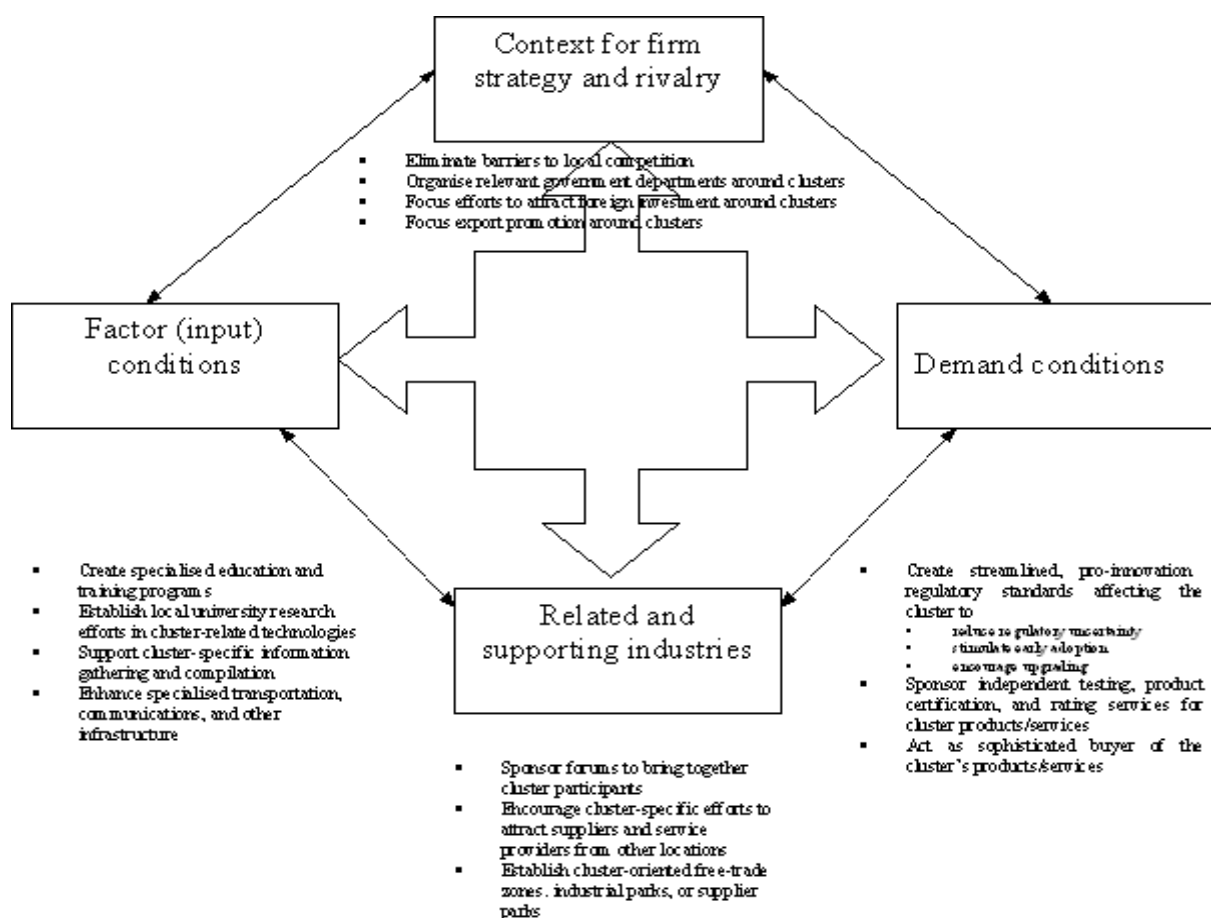 Context for firm
strategy and rivalry
▪ Eliminate barriers to local competition
▪ Organise relevant government departments around clusters
▪ Focus efforts to attract foreign investment around clusters
▪ Focus export promotion around clusters
Factor (input)
conditions
Demand conditions
▪ Create specialised education and
training programs
▪ Establish local university research
efforts in cluster-related technologies
▪ Support cluster-specific information
gathering and compilation
▪ Enhance specialised transportation,
communications, and other
infrastructure
Related and
supporting industries
▪ Create streamlined, pro-innovation
regulatory standards affecting the
cluster to
▪ reduce regulatory uncertainty
▪ stimulate early adoption
▪ encourage upgrading
▪ Sponsor independent testing, product
certification, and rating services for
cluster products/services
▪ Act as sophisticated buyer of the
cluster's products/services
▪ Sponsor forums to bring together
cluster participants
▪ Encourage cluster-specific efforts to
attract suppliers and service
providers from other locations
▪ Establish cluster-oriented free-trade
zones, industrial parks, or supplier
parks